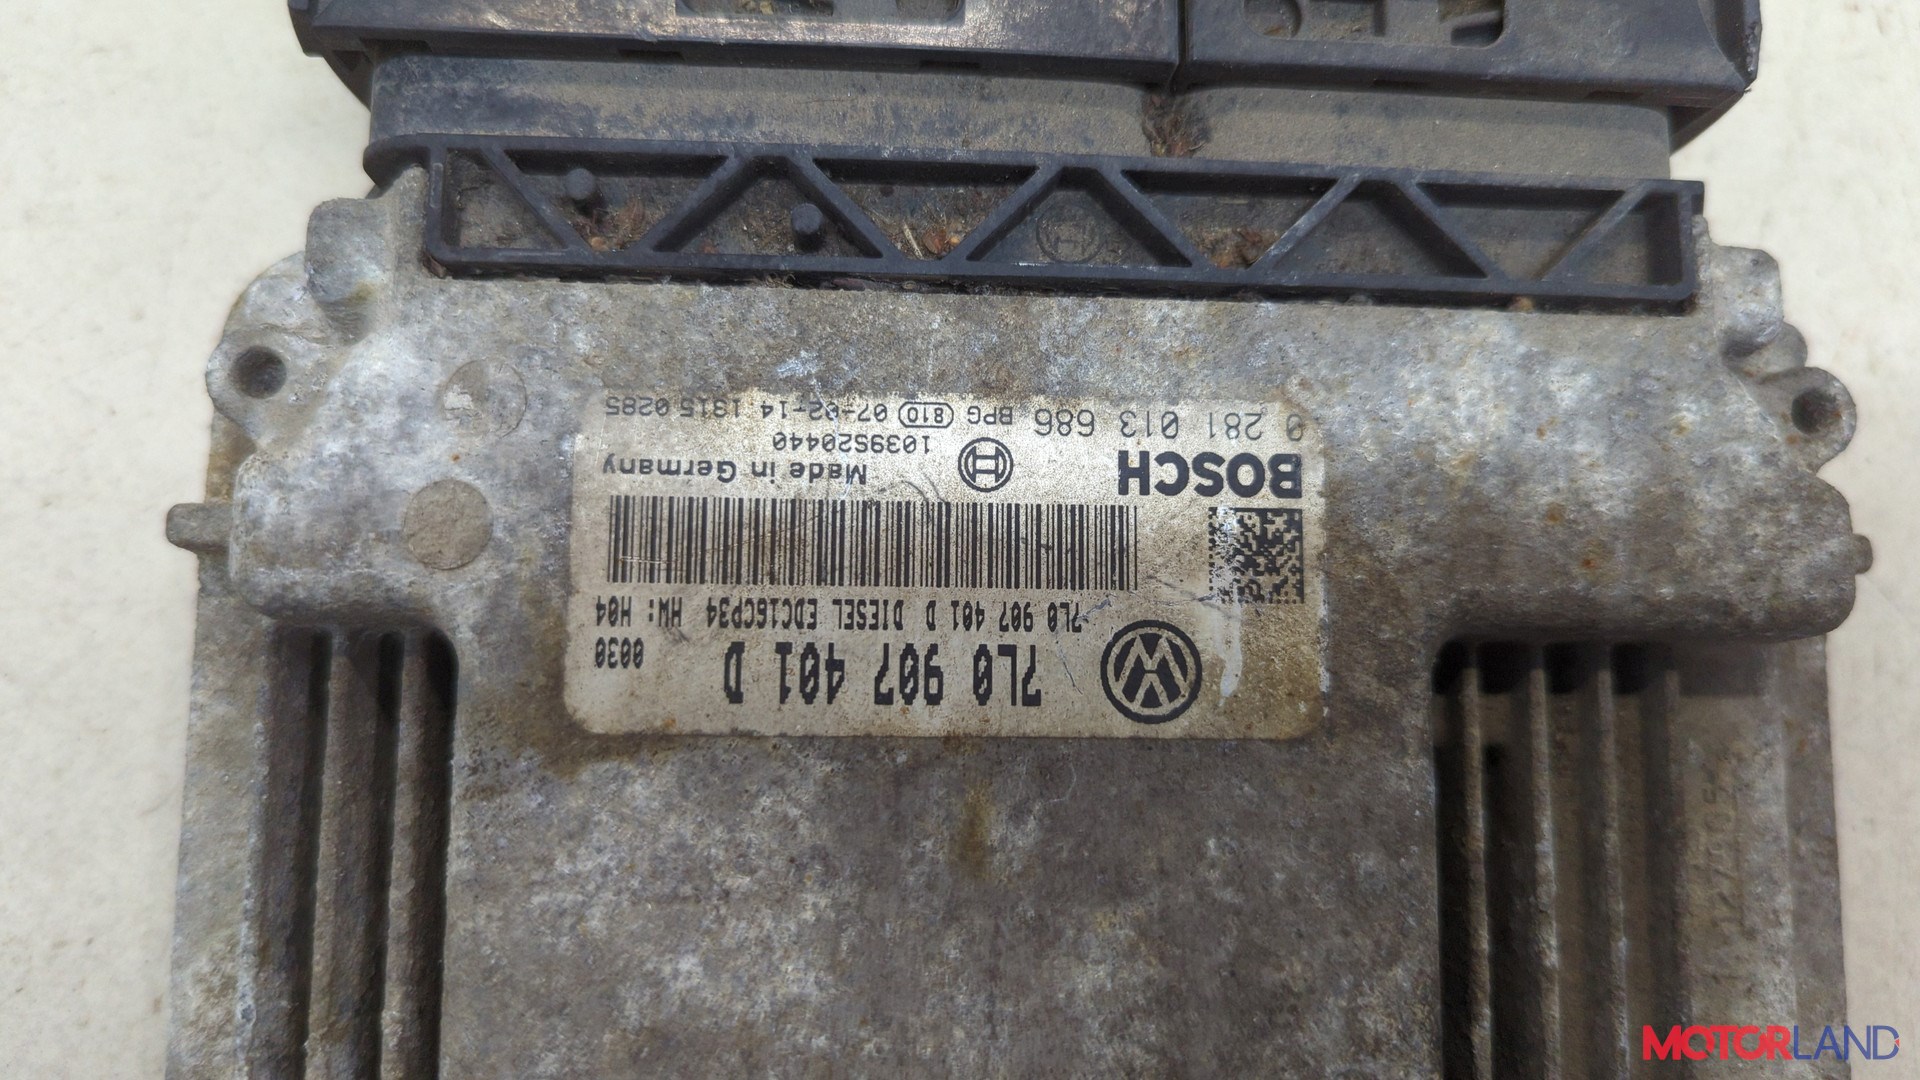 7L0 907 401 D 0030
7L0 907 401 D DIESEL EDC16CP34 HW: H04
BOSCH Made in Germany
1039S20440
0 281 013 686 BPG 810 07-02-14 1315 0285
MOTORLAND